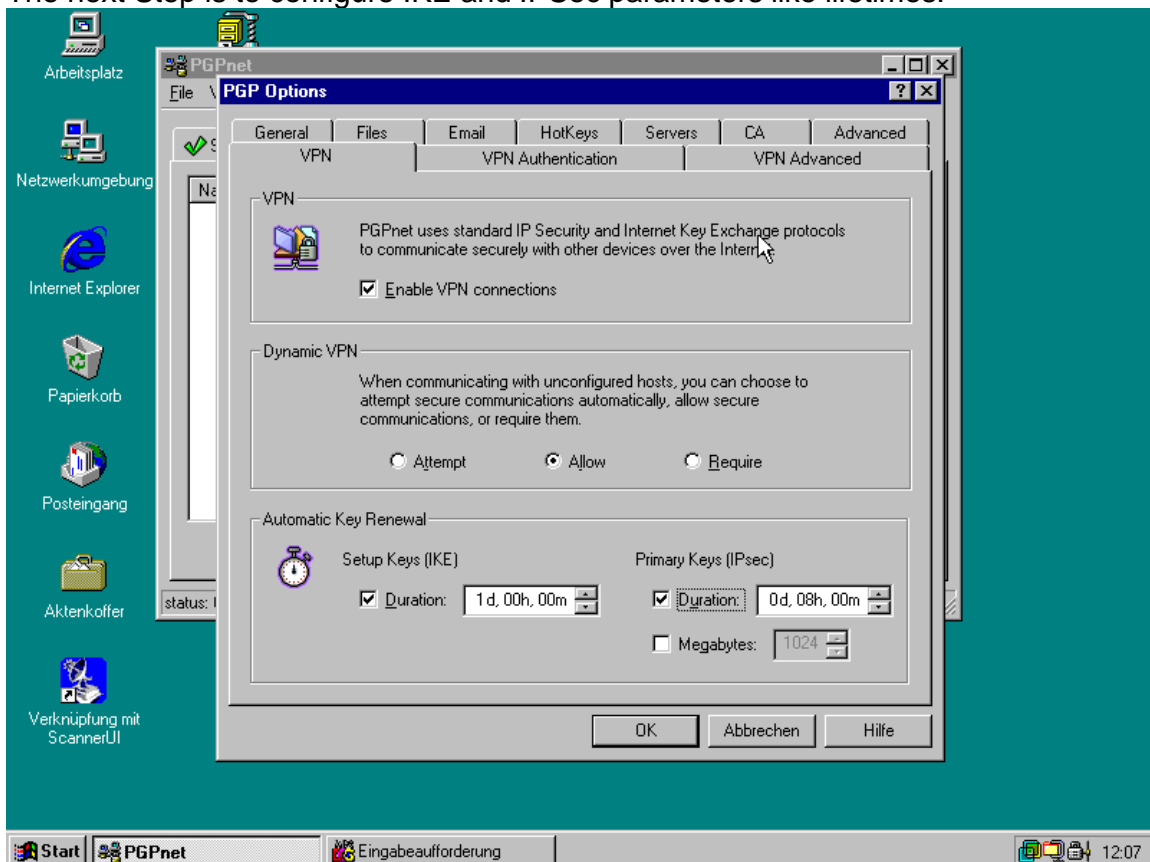 The next Step is to configure IKE and IPSec parameters like lifetimes.
Arbeitsplatz
PGPnet
File
PGP Options
General Files Email HotKeys Servers CA Advanced
VPN VPN Authentication VPN Advanced
Netzwerkumgebung
VPN
PGPnet uses standard IP Security and Internet Key Exchange protocols
to communicate securely with other devices over the
Enable VPN connections
Internet Explorer
Dynamic VPN
When communicating with unconfigured hosts, you can choose to
attempt secure communications automatically, allow secure
communications, or require them.
Attempt Allow Require
Papierkorb
Posteingang
Automatic Key Renewal
Setup Keys (IKE) Primary Keys (IPsec)
Duration: 1d, 00h, 00m Duration: 0d, 08h, 00m
Megabytes: 1024
Aktenkoffer
status:
Verknüpfung mit
ScannerUI
OK Abbrechen Hilfe
Start PGPnet Eingabeaufforderung 12:07